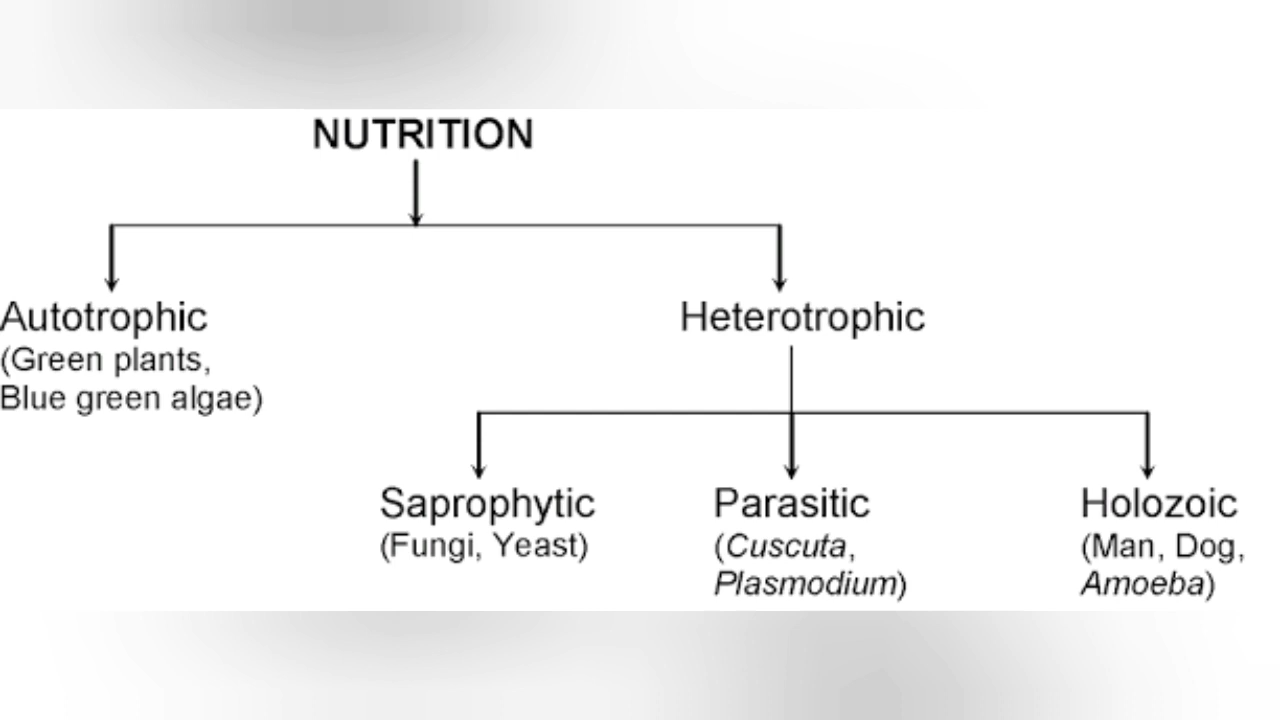 NUTRITION
Autotrophic
(Green plants,
Blue green algae)
Heterotrophic
Saprophytic
(Fungi, Yeast)
Parasitic
(Cuscuta,
Plasmodium)
Holozoic
(Man, Dog,
Amoeba)